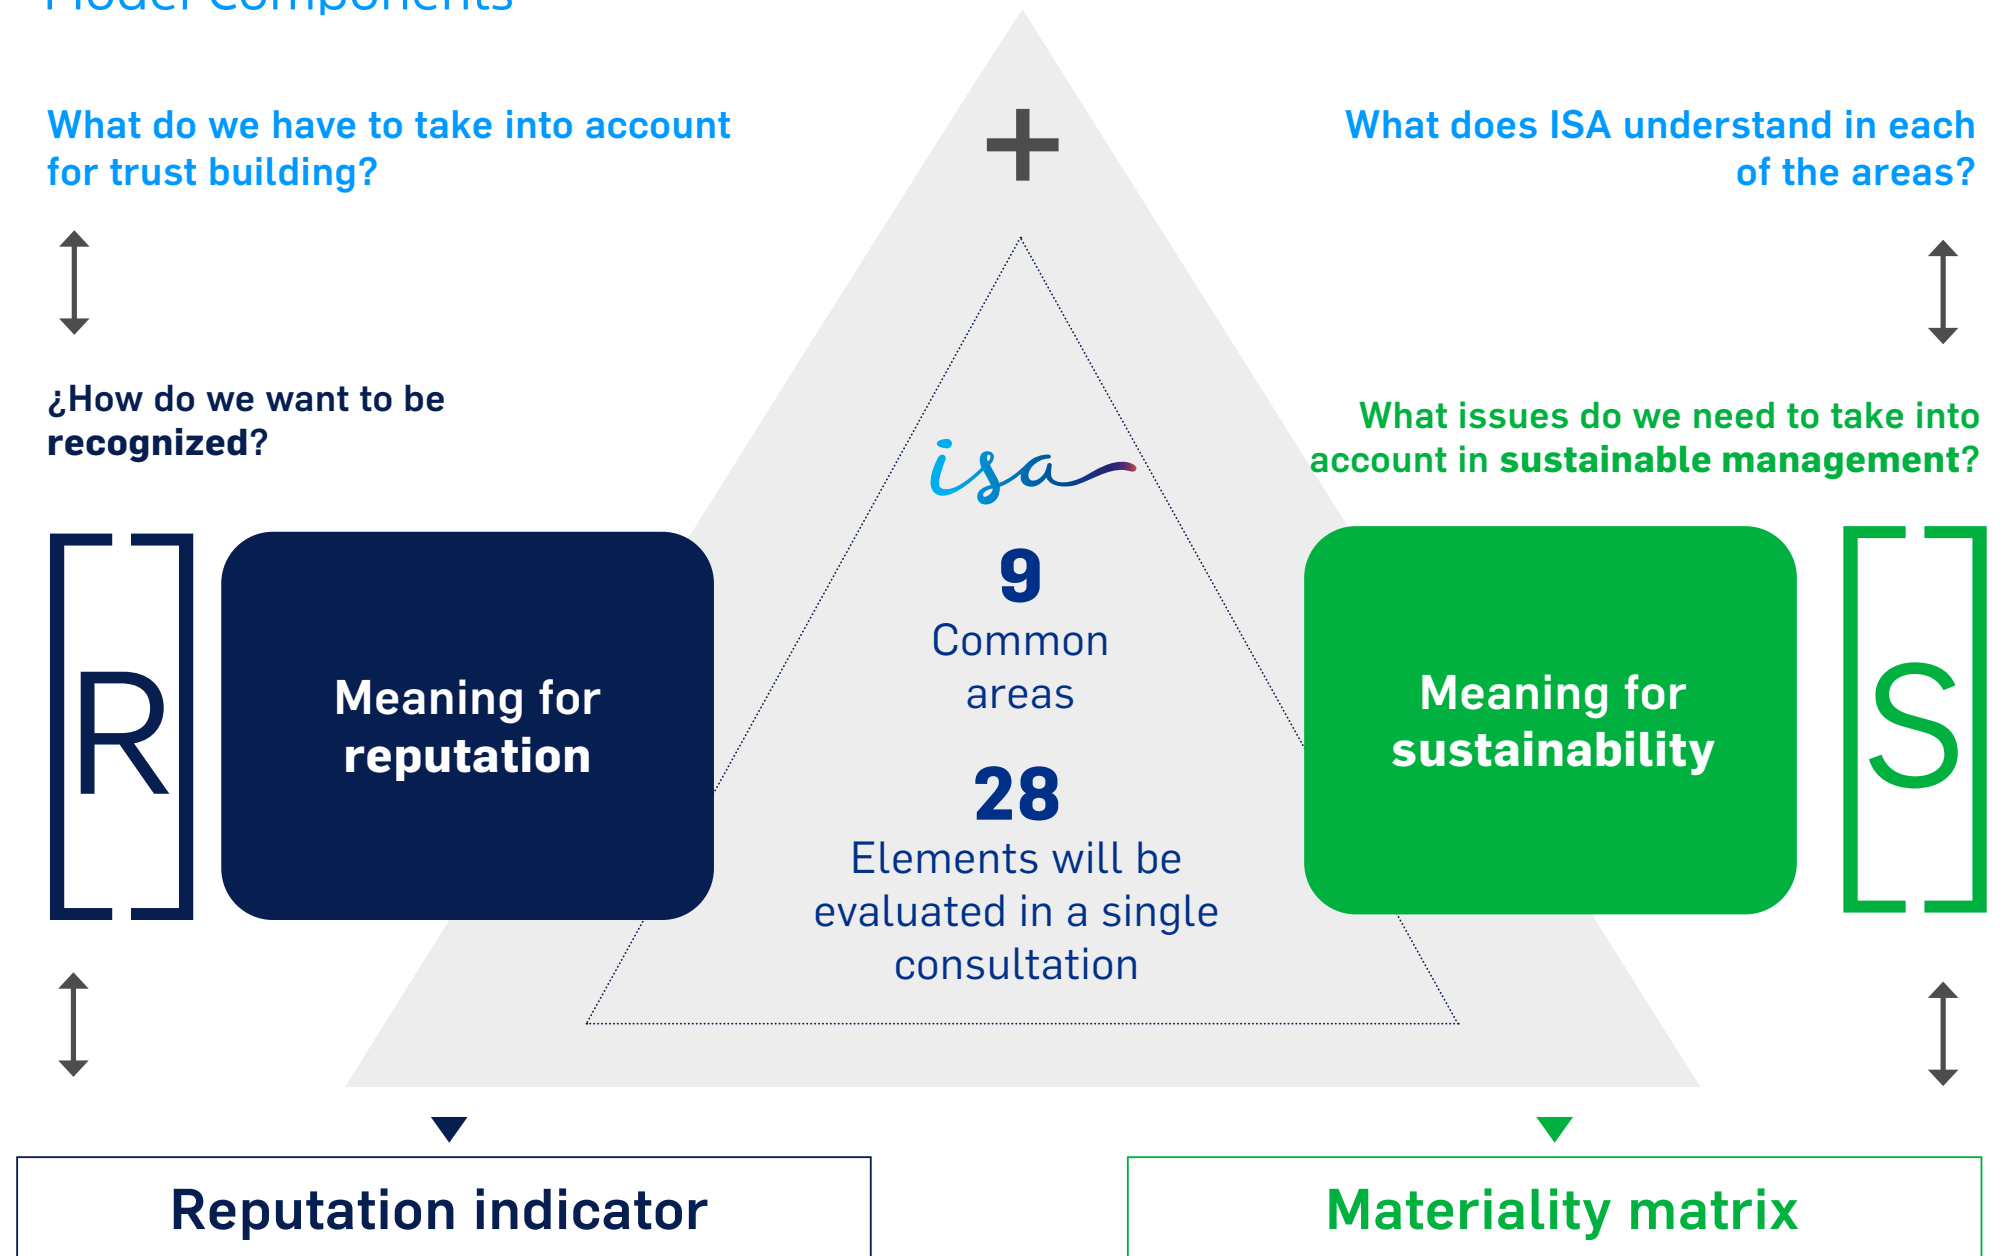 Model Components
What do we have to take into account
for trust building?
What does ISA understand in each
of the areas?
¿How do we want to be
recognized?
What issues do we need to take into
account in sustainable management?
isa
R
Meaning for
reputation
9
Common
areas
28
Elements will be
evaluated in a single
consultation
Meaning for
sustainability
S
Reputation indicator
Materiality matrix